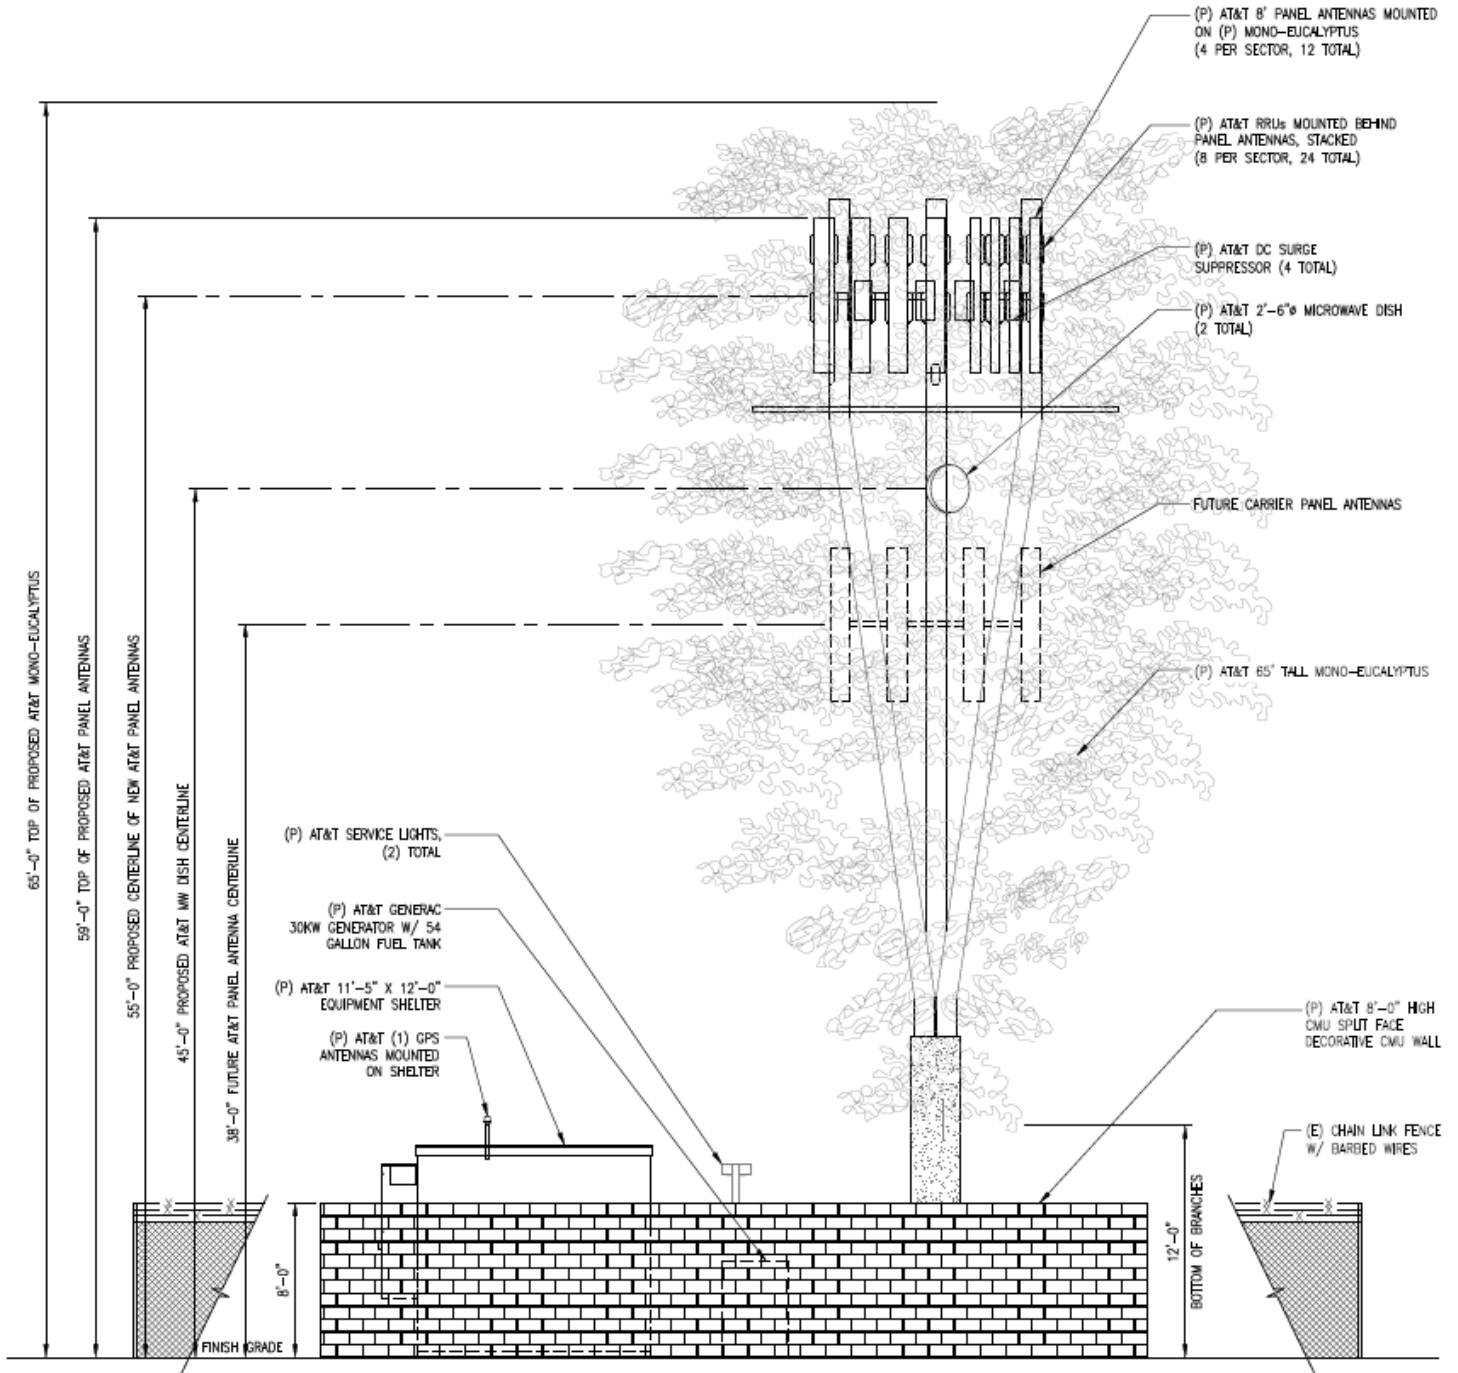 (P) AT&T 8' PANEL ANTENNAS MOUNTED
ON (P) MONO-EUCALYPTUS
(4 PER SECTOR, 12 TOTAL)
(P) AT&T RRUs MOUNTED BEHIND
PANEL ANTENNAS, STACKED
(8 PER SECTOR, 24 TOTAL)
(P) AT&T DC SURGE
SUPPRESSOR (4 TOTAL)
(P) AT&T 2'-6"ø MICROWAVE DISH
(2 TOTAL)
FUTURE CARRIER PANEL ANTENNAS
(P) AT&T 65' TALL MONO-EUCALYPTUS
65'-0" TOP OF PROPOSED AT&T MONO-EUCALYPTUS
59'-0" TOP OF PROPOSED AT&T PANEL ANTENNAS
55'-0" PROPOSED CENTERLINE OF NEW AT&T PANEL ANTENNAS
45'-0" PROPOSED AT&T MW DISH CENTERLINE
38'-0" FUTURE AT&T PANEL ANTENNA CENTERLINE
(P) AT&T SERVICE LIGHTS,
(2) TOTAL
(P) AT&T GENERAC
30KW GENERATOR W/ 54
GALLON FUEL TANK
(P) AT&T 11'-5" X 12'-0"
EQUIPMENT SHELTER
(P) AT&T (1) GPS
ANTENNAS MOUNTED
ON SHELTER
(P) AT&T 8'-0" HIGH
CMU SPLIT FACE
DECORATIVE CMU WALL
(E) CHAIN LINK FENCE
W/ BARBED WIRES
12'-0"
BOTTOM OF BRANCHES
8'-0"
FINISH GRADE